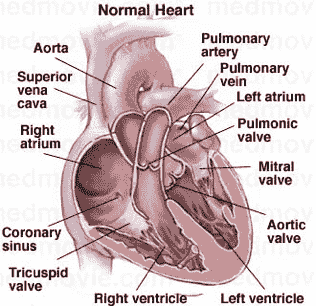 Normal Heart
Aorta
Superior
vena
cava
Right
atrium
Coronary
sinus
Tricuspid
valve
Right ventricle
Pulmonary
artery
Pulmonary
vein
Left atrium
Pulmonic
valve
Mitral
valve
Aortic
valve
Left ventricle